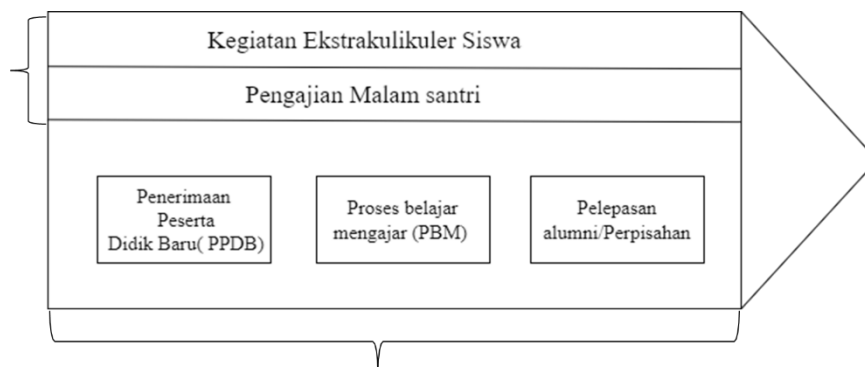 Kegiatan Ekstrakulikuler Siswa
Pengajian Malam santri
Penerimaan
Peserta
Didik Baru( PPDB)
Proses belajar
mengajar (PBM)
Pelepasan
alumni/Perpisahan